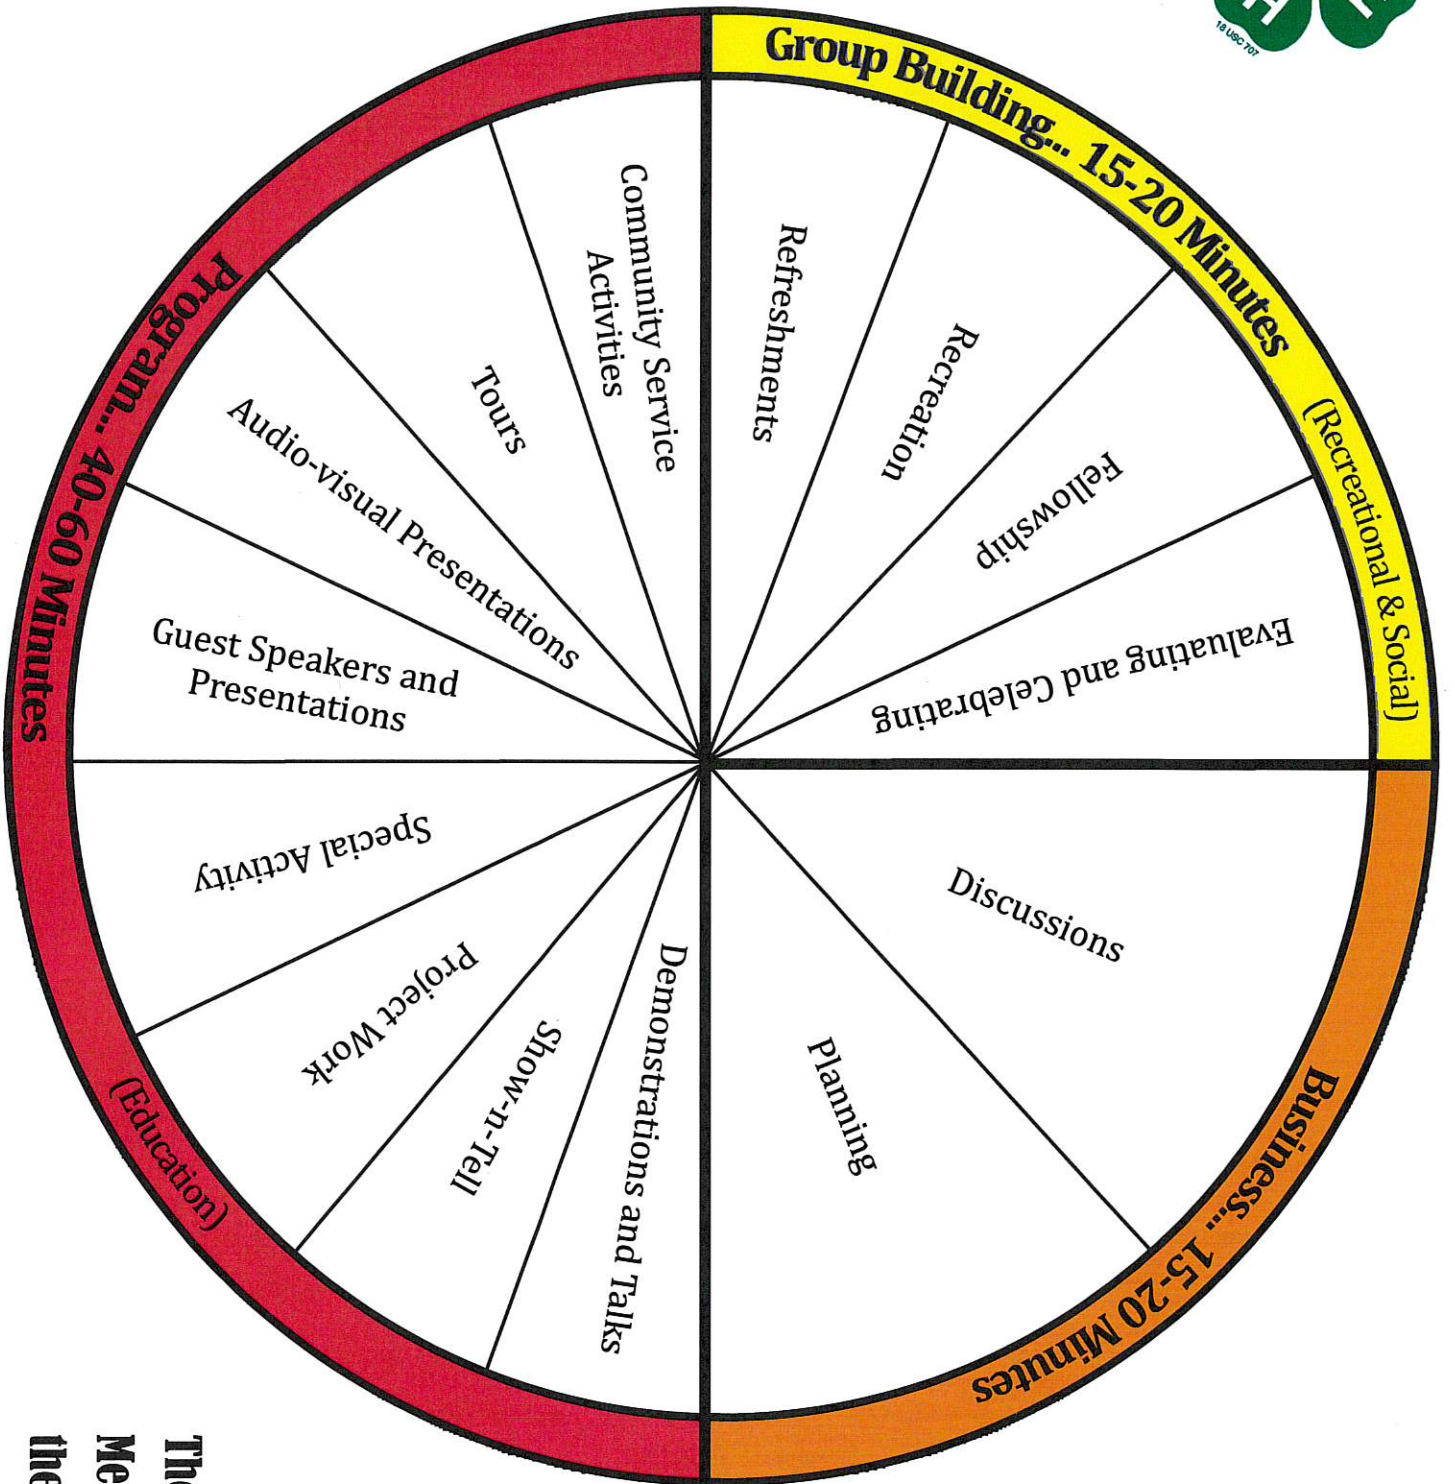 Group Building... 15-20 Minutes
(Recreational & Social)
Refreshments
Recreation
Fellowship
Evaluating and Celebrating
Business... 15-20 Minutes
Discussions
Planning
Program... 40-60 Minutes
(Education)
Demonstrations and Talks
Show-n-Tell
Project Work
Special Activity
Guest Speakers and
Presentations
Audio-visual Presentations
Tours
Community Service
Activities
H
18 USC 707
the